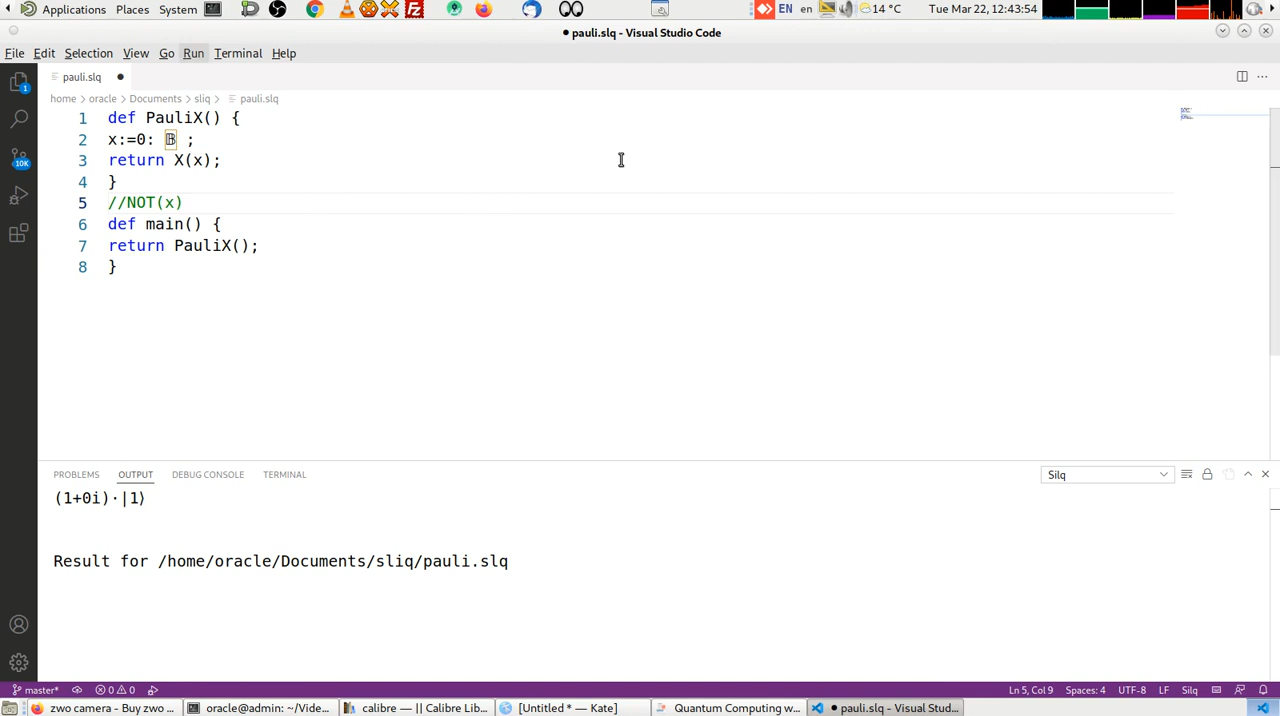 Applications Places System EN en 14 °C Tue Mar 22, 12:43:54
● pauli.slq - Visual Studio Code
File Edit Selection View Go Run Terminal Help
pauli.slq ●
home > oracle > Documents > sliq > pauli.slq
1 def PauliX() {
2 x:=0: 𝔹 ;
3 return X(x);
4 }
5 //NOT(x)
6 def main() {
7 return PauliX();
8 }
1
10K
PROBLEMS OUTPUT DEBUG CONSOLE TERMINAL Silq
(1+0i)·|1⟩
Result for /home/oracle/Documents/sliq/pauli.slq
master* 0 0 Ln 5, Col 9 Spaces: 4 UTF-8 LF Silq
zwo camera - Buy zwo ... oracle@admin: ~/Vide... calibre — || Calibre Lib... [Untitled * — Kate] Quantum Computing w... ● pauli.slq - Visual Stud...